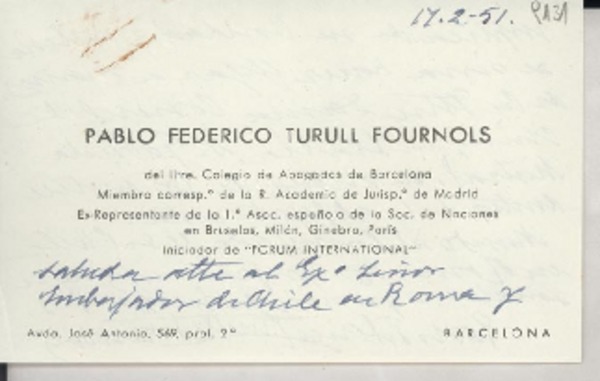 17.2-51.
PABLO FEDERICO TURULL FOURNOLS
del Iltre. Colegio de Abogados de Barcelona
Miembro corresp.º de la R. Academia de Jurisp.ª de Madrid
Ex-Representante de la 1.ª Asoc. española de la Soc. de Naciones
en Bruselas, Milán, Ginebra, París
Iniciador de "FORUM INTERNATIONAL"
saluda atte al Exº Señor
Embajador de Chile en Roma y
Avda. José Antonio, 569, pral. 2ª BARCELONA